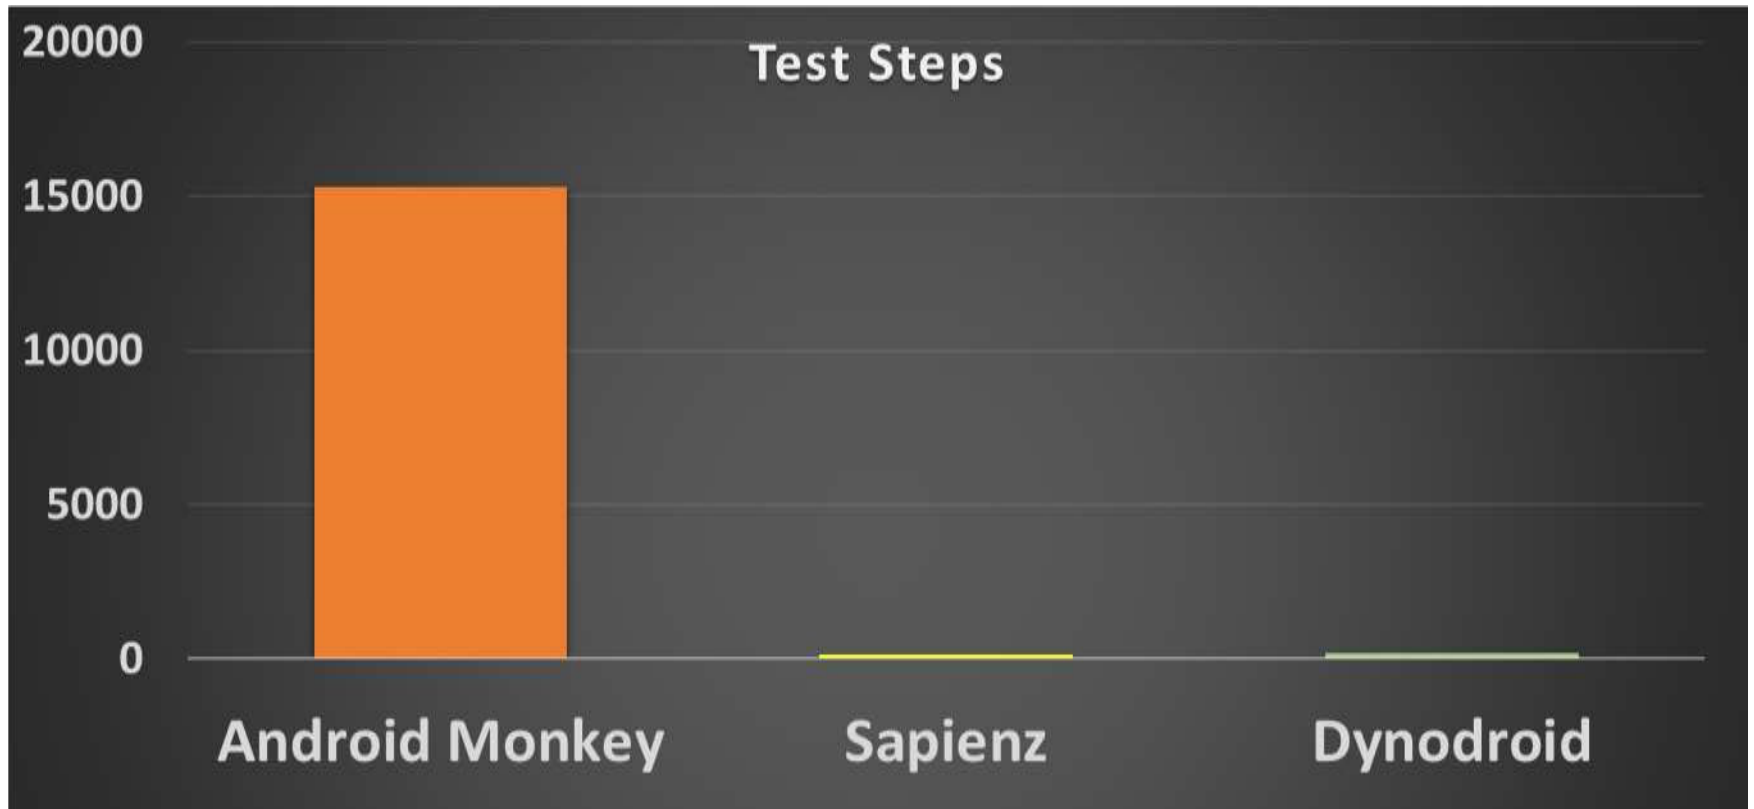 Test Steps
20000
15000
10000
5000
0
Android Monkey
Sapienz
Dynodroid